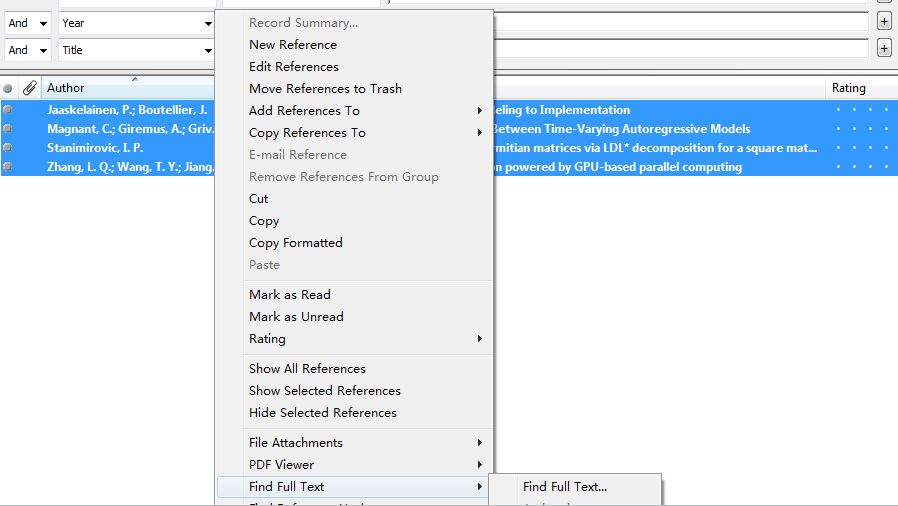 And Year
And Title
Author Rating
Jaaskelainen, P.; Boutellier, J. eling to Implementation
Magnant, C.; Giremus, A.; Griv. Between Time-Varying Autoregressive Models
Stanimirovic, I. P. rmitian matrices via LDL* decomposition for a square mat...
Zhang, L. Q.; Wang, T. Y.; Jiang. n powered by GPU-based parallel computing
Record Summary...
New Reference
Edit References
Move References to Trash
Add References To
Copy References To
E-mail Reference
Remove References From Group
Cut
Copy
Copy Formatted
Paste
Mark as Read
Mark as Unread
Rating
Show All References
Show Selected References
Hide Selected References
File Attachments
PDF Viewer
Find Full Text
Find Full Text...